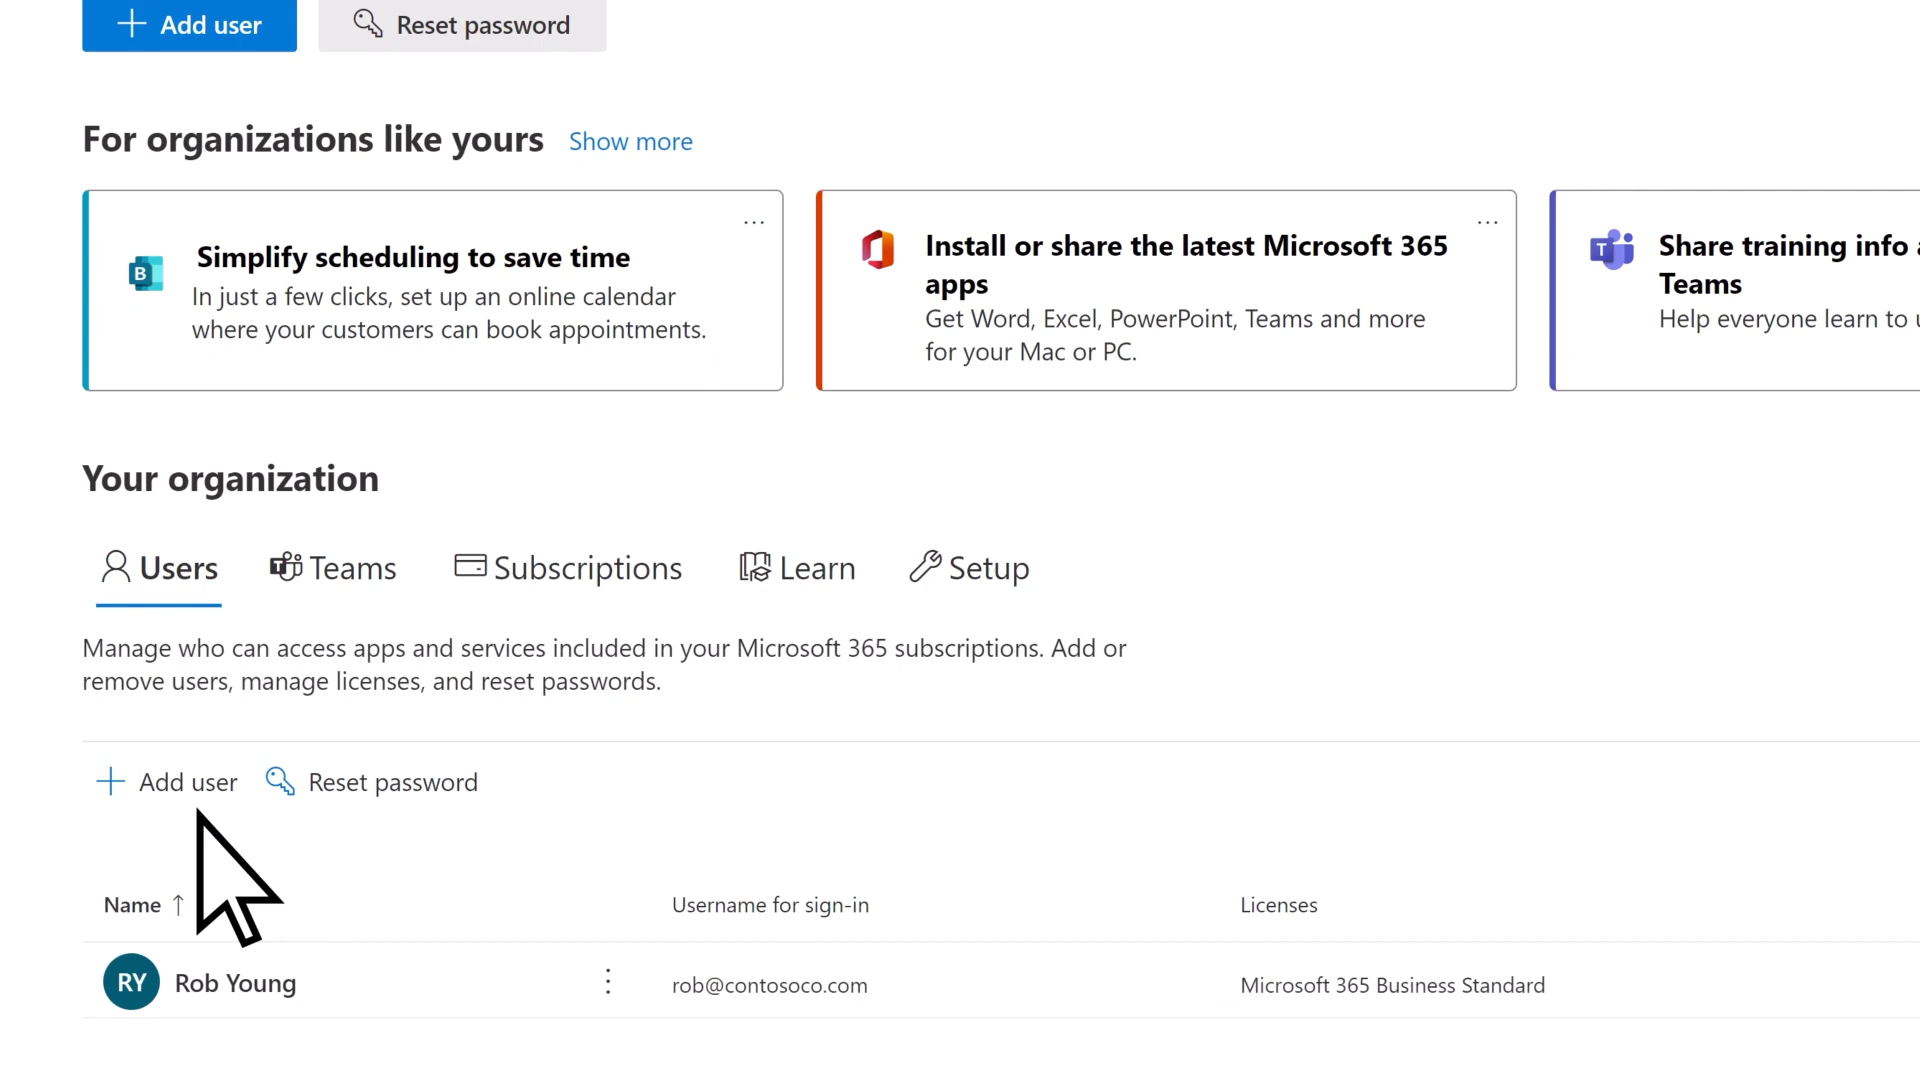 Add user
Reset password
For organizations like yours
Show more
Simplify scheduling to save time
In just a few clicks, set up an online calendar
where your customers can book appointments.
Install or share the latest Microsoft 365
apps
Get Word, Excel, PowerPoint, Teams and more
for your Mac or PC.
Share training info
Teams
Help everyone learn to
Your organization
Users
Teams
Subscriptions
Learn
Setup
Manage who can access apps and services included in your Microsoft 365 subscriptions. Add or
remove users, manage licenses, and reset passwords.
Add user
Reset password
Name ↑
Username for sign-in
Licenses
RY
Rob Young
rob@contosoco.com
Microsoft 365 Business Standard